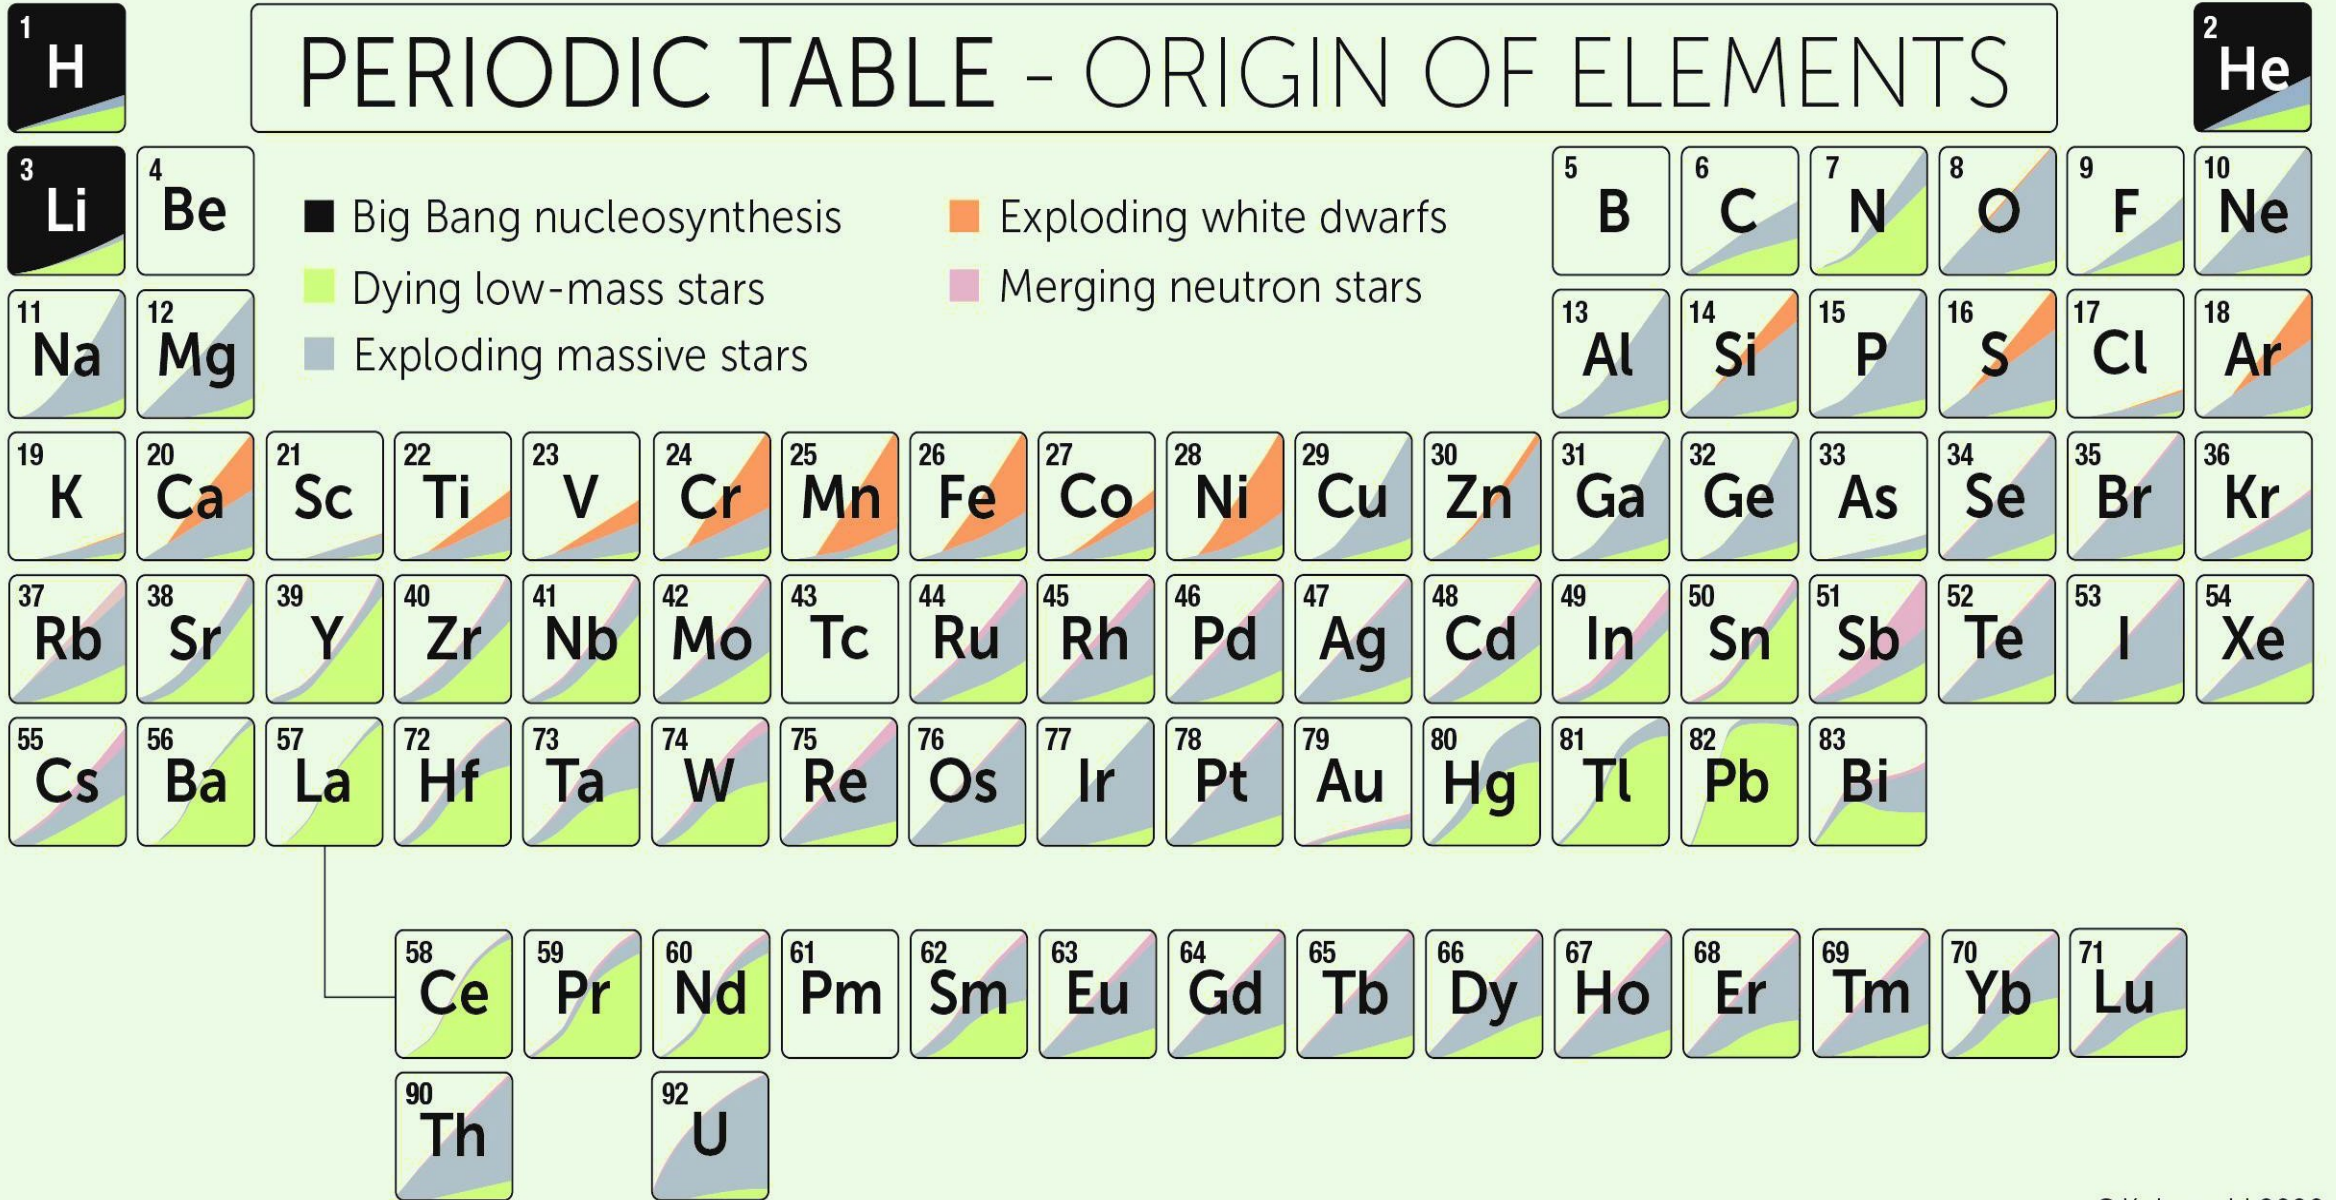 1 H
PERIODIC TABLE - ORIGIN OF ELEMENTS
2 He
3 Li
4 Be
Big Bang nucleosynthesis
Exploding white dwarfs
Dying low-mass stars
Merging neutron stars
Exploding massive stars
5 B
6 C
7 N
8 O
9 F
10 Ne
11 Na
12 Mg
13 Al
14 Si
15 P
16 S
17 Cl
18 Ar
19 K
20 Ca
21 Sc
22 Ti
23 V
24 Cr
25 Mn
26 Fe
27 Co
28 Ni
29 Cu
30 Zn
31 Ga
32 Ge
33 As
34 Se
35 Br
36 Kr
37 Rb
38 Sr
39 Y
40 Zr
41 Nb
42 Mo
43 Tc
44 Ru
45 Rh
46 Pd
47 Ag
48 Cd
49 In
50 Sn
51 Sb
52 Te
53 I
54 Xe
55 Cs
56 Ba
57 La
72 Hf
73 Ta
74 W
75 Re
76 Os
77 Ir
78 Pt
79 Au
80 Hg
81 Tl
82 Pb
83 Bi
58 Ce
59 Pr
60 Nd
61 Pm
62 Sm
63 Eu
64 Gd
65 Tb
66 Dy
67 Ho
68 Er
69 Tm
70 Yb
71 Lu
90 Th
92 U